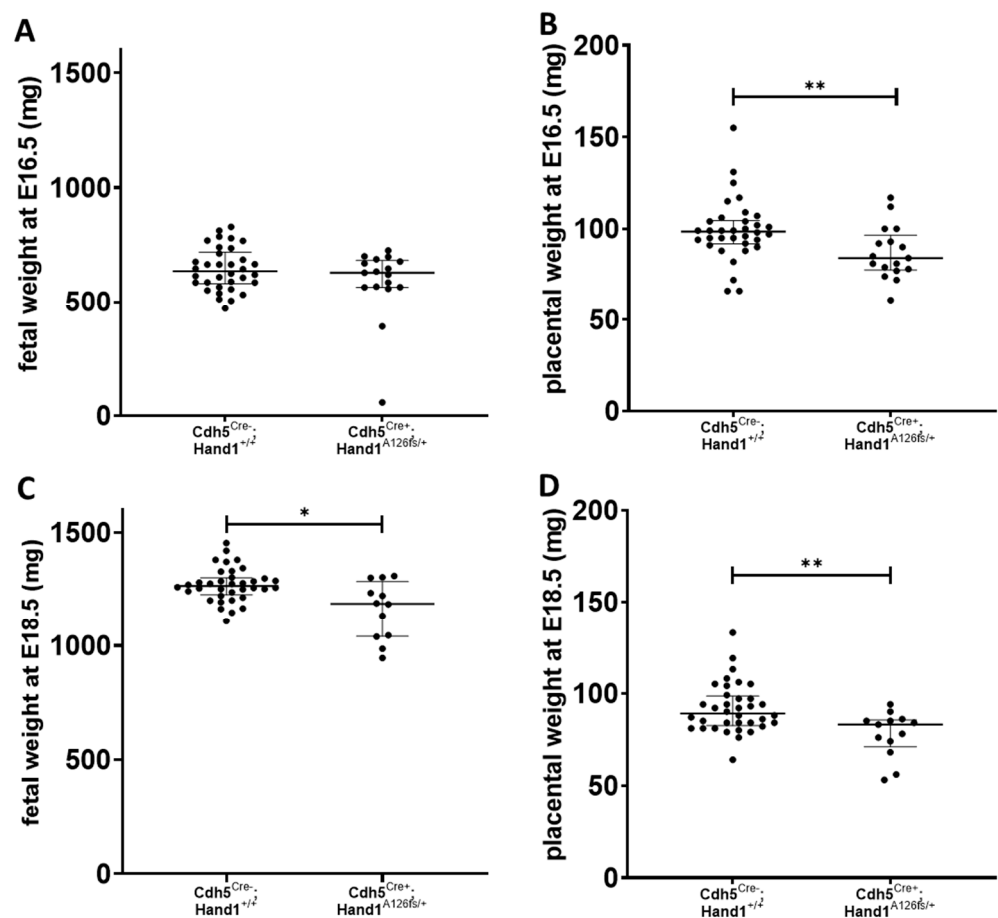 A
fetal weight at E16.5 (mg)
1500
1000
500
0
Cdh5Cre-;
Hand1+/+
Cdh5Cre+;
Hand1A126fs/+
B
placental weight at E16.5 (mg)
200
150
100
50
0
**
Cdh5Cre-;
Hand1+/+
Cdh5Cre+;
Hand1A126fs/+
C
fetal weight at E18.5 (mg)
1500
1000
500
0
*
Cdh5Cre-;
Hand1+/+
Cdh5Cre+;
Hand1A126fs/+
D
placental weight at E18.5 (mg)
200
150
100
50
0
**
Cdh5Cre-;
Hand1+/+
Cdh5Cre+;
Hand1A126fs/+